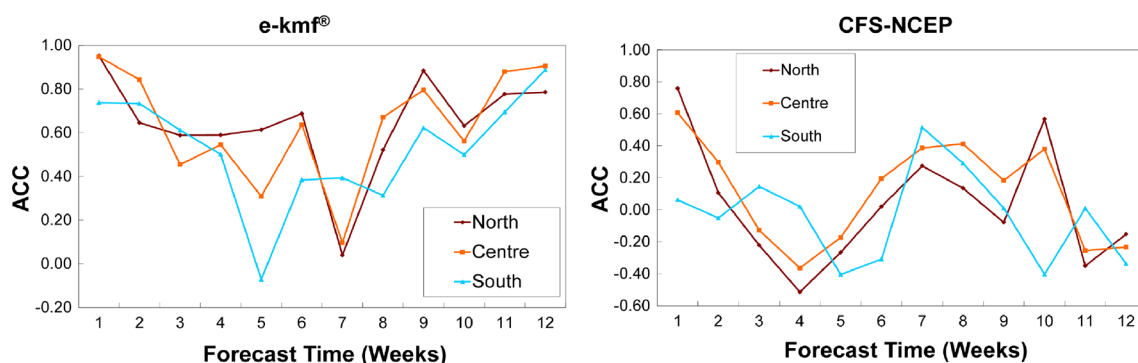 e-kmf®
1.00
0.80
0.60
0.40
0.20
0.00
-0.20
ACC
North
Centre
South
1 2 3 4 5 6 7 8 9 10 11 12
Forecast Time (Weeks)
CFS-NCEP
1.00
0.80
0.60
0.40
0.20
0.00
-0.20
-0.40
-0.60
ACC
North
Centre
South
1 2 3 4 5 6 7 8 9 10 11 12
Forecast Time (Weeks)